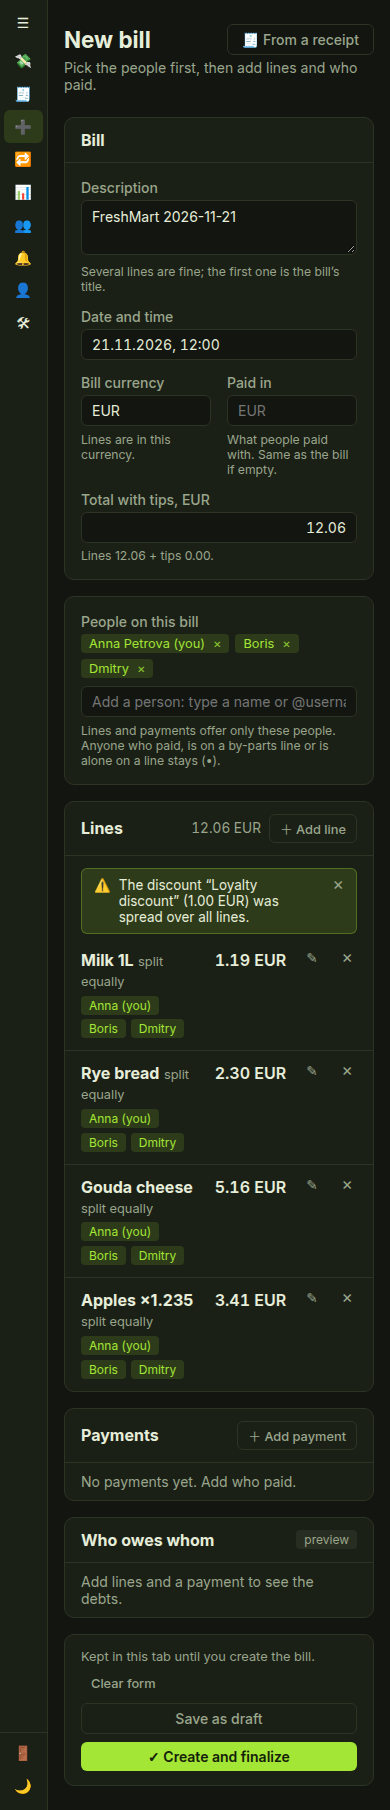 New bill
From a receipt
Pick the people first, then add lines and who
paid.
Bill
Description
FreshMart 2026-11-21
Several lines are fine; the first one is the bill’s
title.
Date and time
21.11.2026, 12:00
Bill currency
Paid in
EUR
EUR
Lines are in this
currency.
What people paid
with. Same as the bill
if empty.
Total with tips, EUR
12.06
Lines 12.06 + tips 0.00.
People on this bill
Anna Petrova (you) ×
Boris ×
Dmitry ×
Add a person: type a name or @userna
Lines and payments offer only these people.
Anyone who paid, is on a by-parts line or is
alone on a line stays (•).
Lines
12.06 EUR
+ Add line
The discount “Loyalty
discount” (1.00 EUR) was
spread over all lines.
Milk 1L split
equally
1.19 EUR
Anna (you)
Boris
Dmitry
Rye bread split
equally
2.30 EUR
Anna (you)
Boris
Dmitry
Gouda cheese
split equally
5.16 EUR
Anna (you)
Boris
Dmitry
Apples ×1.235
split equally
3.41 EUR
Anna (you)
Boris
Dmitry
Payments
+ Add payment
No payments yet. Add who paid.
Who owes whom
preview
Add lines and a payment to see the
debts.
Kept in this tab until you create the bill.
Clear form
Save as draft
✓ Create and finalize